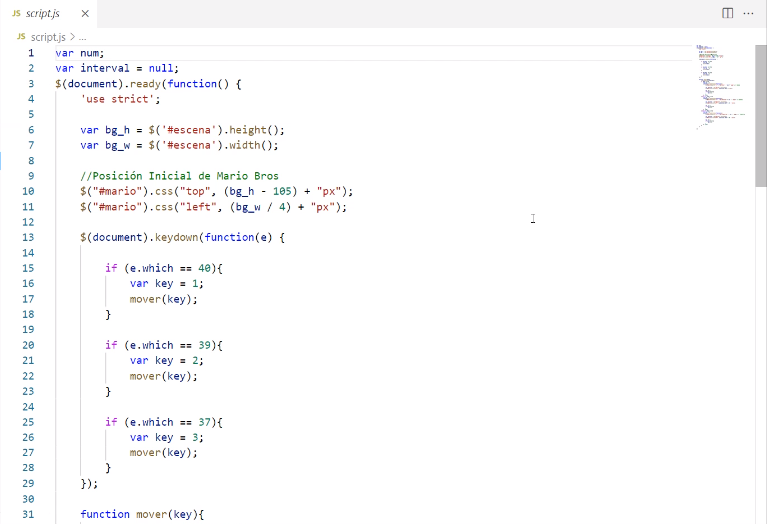 JS script.js
JS script.js > ...
1 var num;
2 var interval = null;
3 $(document).ready(function() {
4 'use strict';
5
6 var bg_h = $('#escena').height();
7 var bg_w = $('#escena').width();
8
9 //Posición Inicial de Mario Bros
10 $("#mario").css("top", (bg_h - 105) + "px");
11 $("#mario").css("left", (bg_w / 4) + "px");
12
13 $(document).keydown(function(e) {
14
15 if (e.which == 40){
16 var key = 1;
17 mover(key);
18 }
19
20 if (e.which == 39){
21 var key = 2;
22 mover(key);
23 }
24
25 if (e.which == 37){
26 var key = 3;
27 mover(key);
28 }
29 });
30
31 function mover(key){